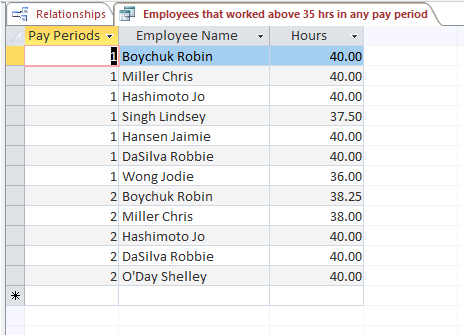 Relationships Employees that worked above 35 hrs in any pay period
Pay Periods Employee Name Hours
1 Boychuk Robin 40.00
1 Miller Chris 40.00
1 Hashimoto Jo 40.00
1 Singh Lindsey 37.50
1 Hansen Jaimie 40.00
1 DaSilva Robbie 40.00
1 Wong Jodie 36.00
2 Boychuk Robin 38.25
2 Miller Chris 38.00
2 Hashimoto Jo 40.00
2 DaSilva Robbie 40.00
2 O'Day Shelley 40.00